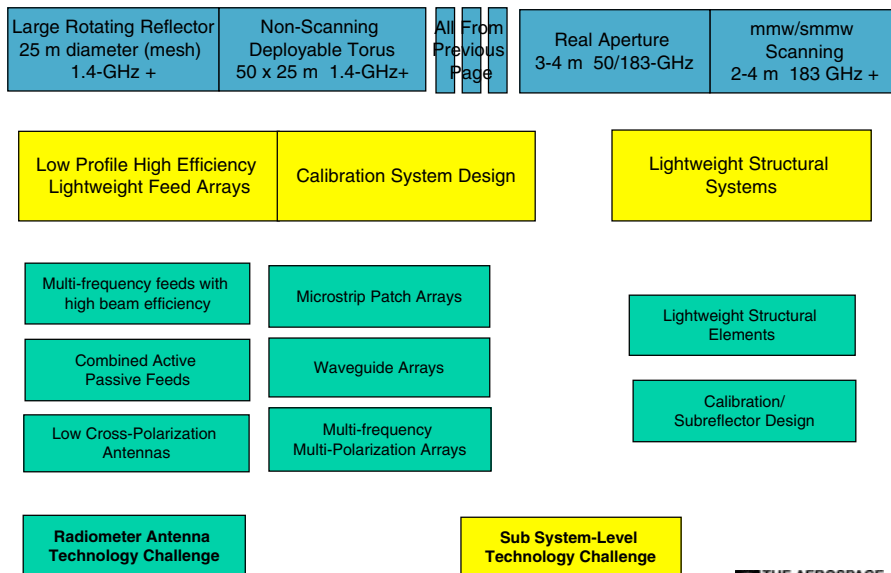 Large Rotating Reflector
25 m diameter (mesh)
1.4-GHz +
Non-Scanning
Deployable Torus
50 x 25 m  1.4-GHz+
All From
Previous
Page
Real Aperture
3-4 m  50/183-GHz
mmw/smmw
Scanning
2-4 m  183 GHz +
Low Profile High Efficiency
Lightweight Feed Arrays
Calibration System Design
Lightweight Structural
Systems
Multi-frequency feeds with
high beam efficiency
Microstrip Patch Arrays
Lightweight Structural
Elements
Combined Active
Passive Feeds
Waveguide Arrays
Calibration/
Subreflector Design
Low Cross-Polarization
Antennas
Multi-frequency
Multi-Polarization Arrays
Radiometer Antenna
Technology Challenge
Sub System-Level
Technology Challenge
THE AEROSPACE